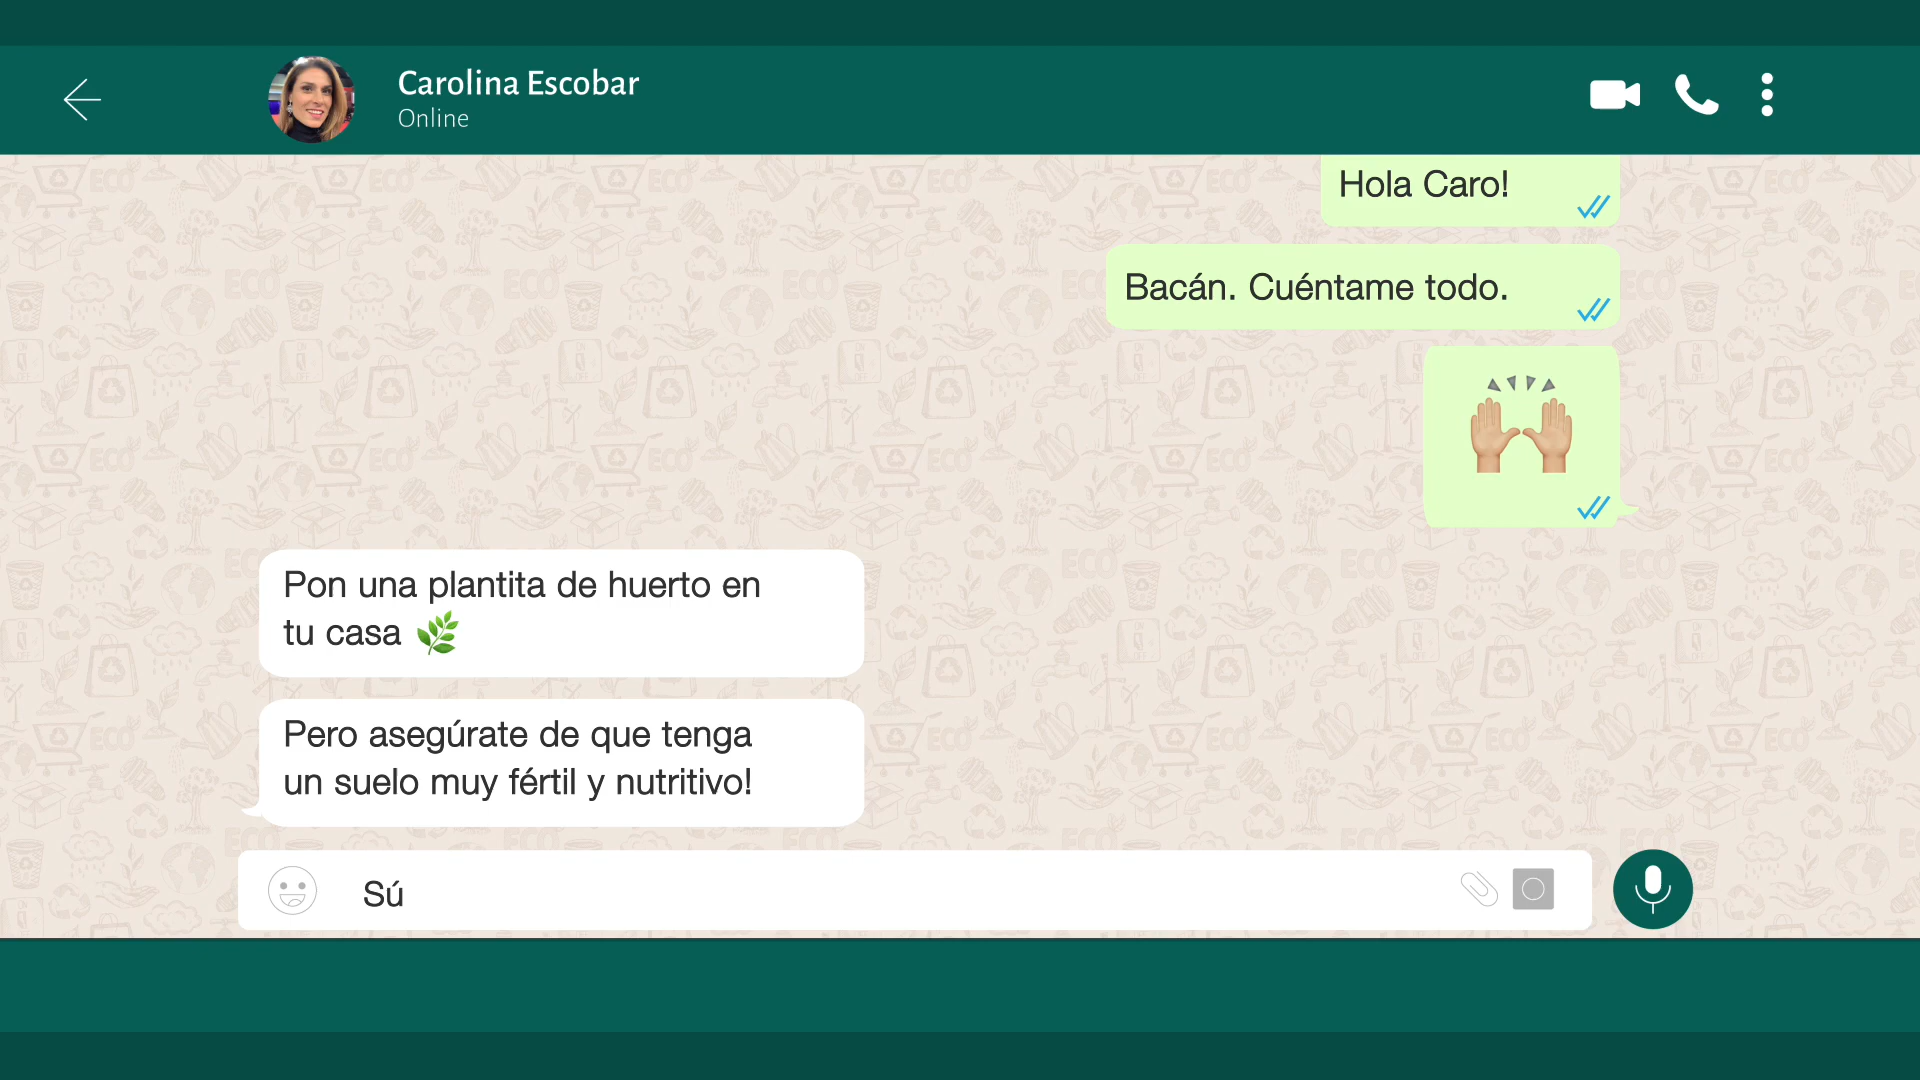 Carolina Escobar
Online
Hola Caro!
Bacán. Cuéntame todo.
Pon una plantita de huerto en
tu casa 🌿
Pero asegúrate de que tenga
un suelo muy fértil y nutritivo!
Sú